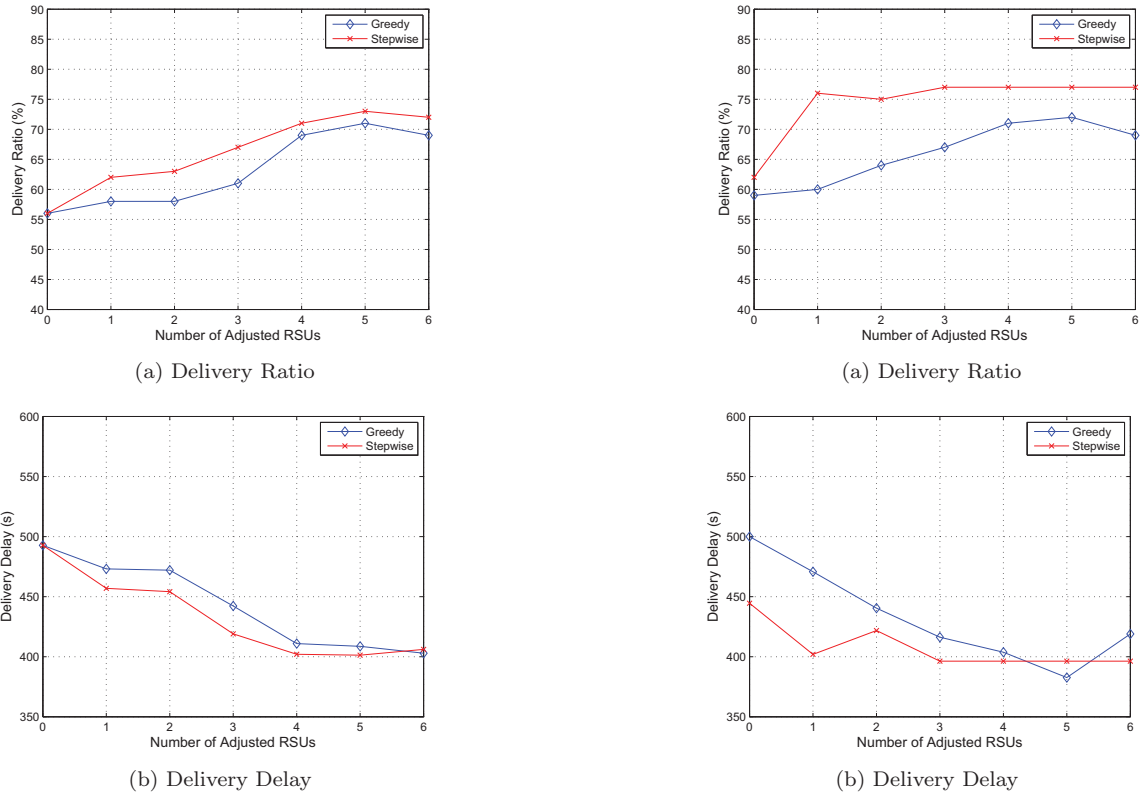 90
85
80
75
70
65
60
55
50
45
40
Delivery Ratio (%)
Greedy
Stepwise
0 1 2 3 4 5 6
Number of Adjusted RSUs
(a) Delivery Ratio
90
85
80
75
70
65
60
55
50
45
40
Delivery Ratio (%)
Greedy
Stepwise
0 1 2 3 4 5 6
Number of Adjusted RSUs
(a) Delivery Ratio
600
550
500
450
400
350
Delivery Delay (s)
Greedy
Stepwise
0 1 2 3 4 5 6
Number of Adjusted RSUs
(b) Delivery Delay
600
550
500
450
400
350
Delivery Delay (s)
Greedy
Stepwise
0 1 2 3 4 5 6
Number of Adjusted RSUs
(b) Delivery Delay